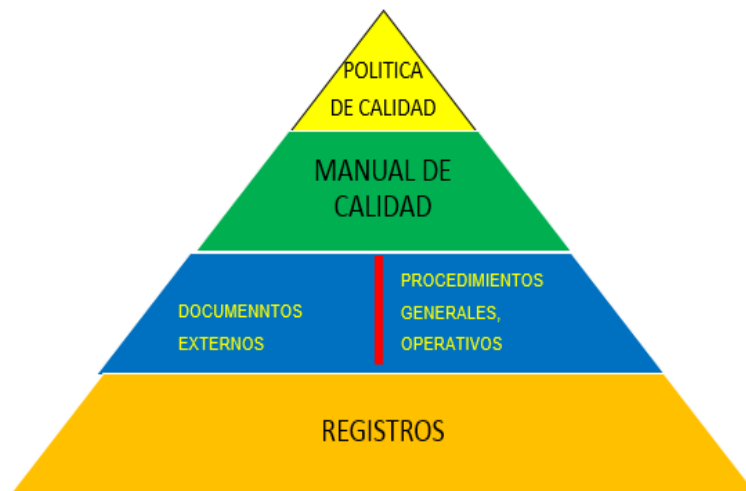 POLITICA
DE CALIDAD
MANUAL DE
CALIDAD
DOCUMENNTOS
EXTERNOS
PROCEDIMIENTOS
GENERALES,
OPERATIVOS
REGISTROS